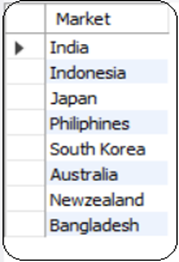 Market
India
Indonesia
Japan
Philiphines
South Korea
Australia
Newzealand
Bangladesh